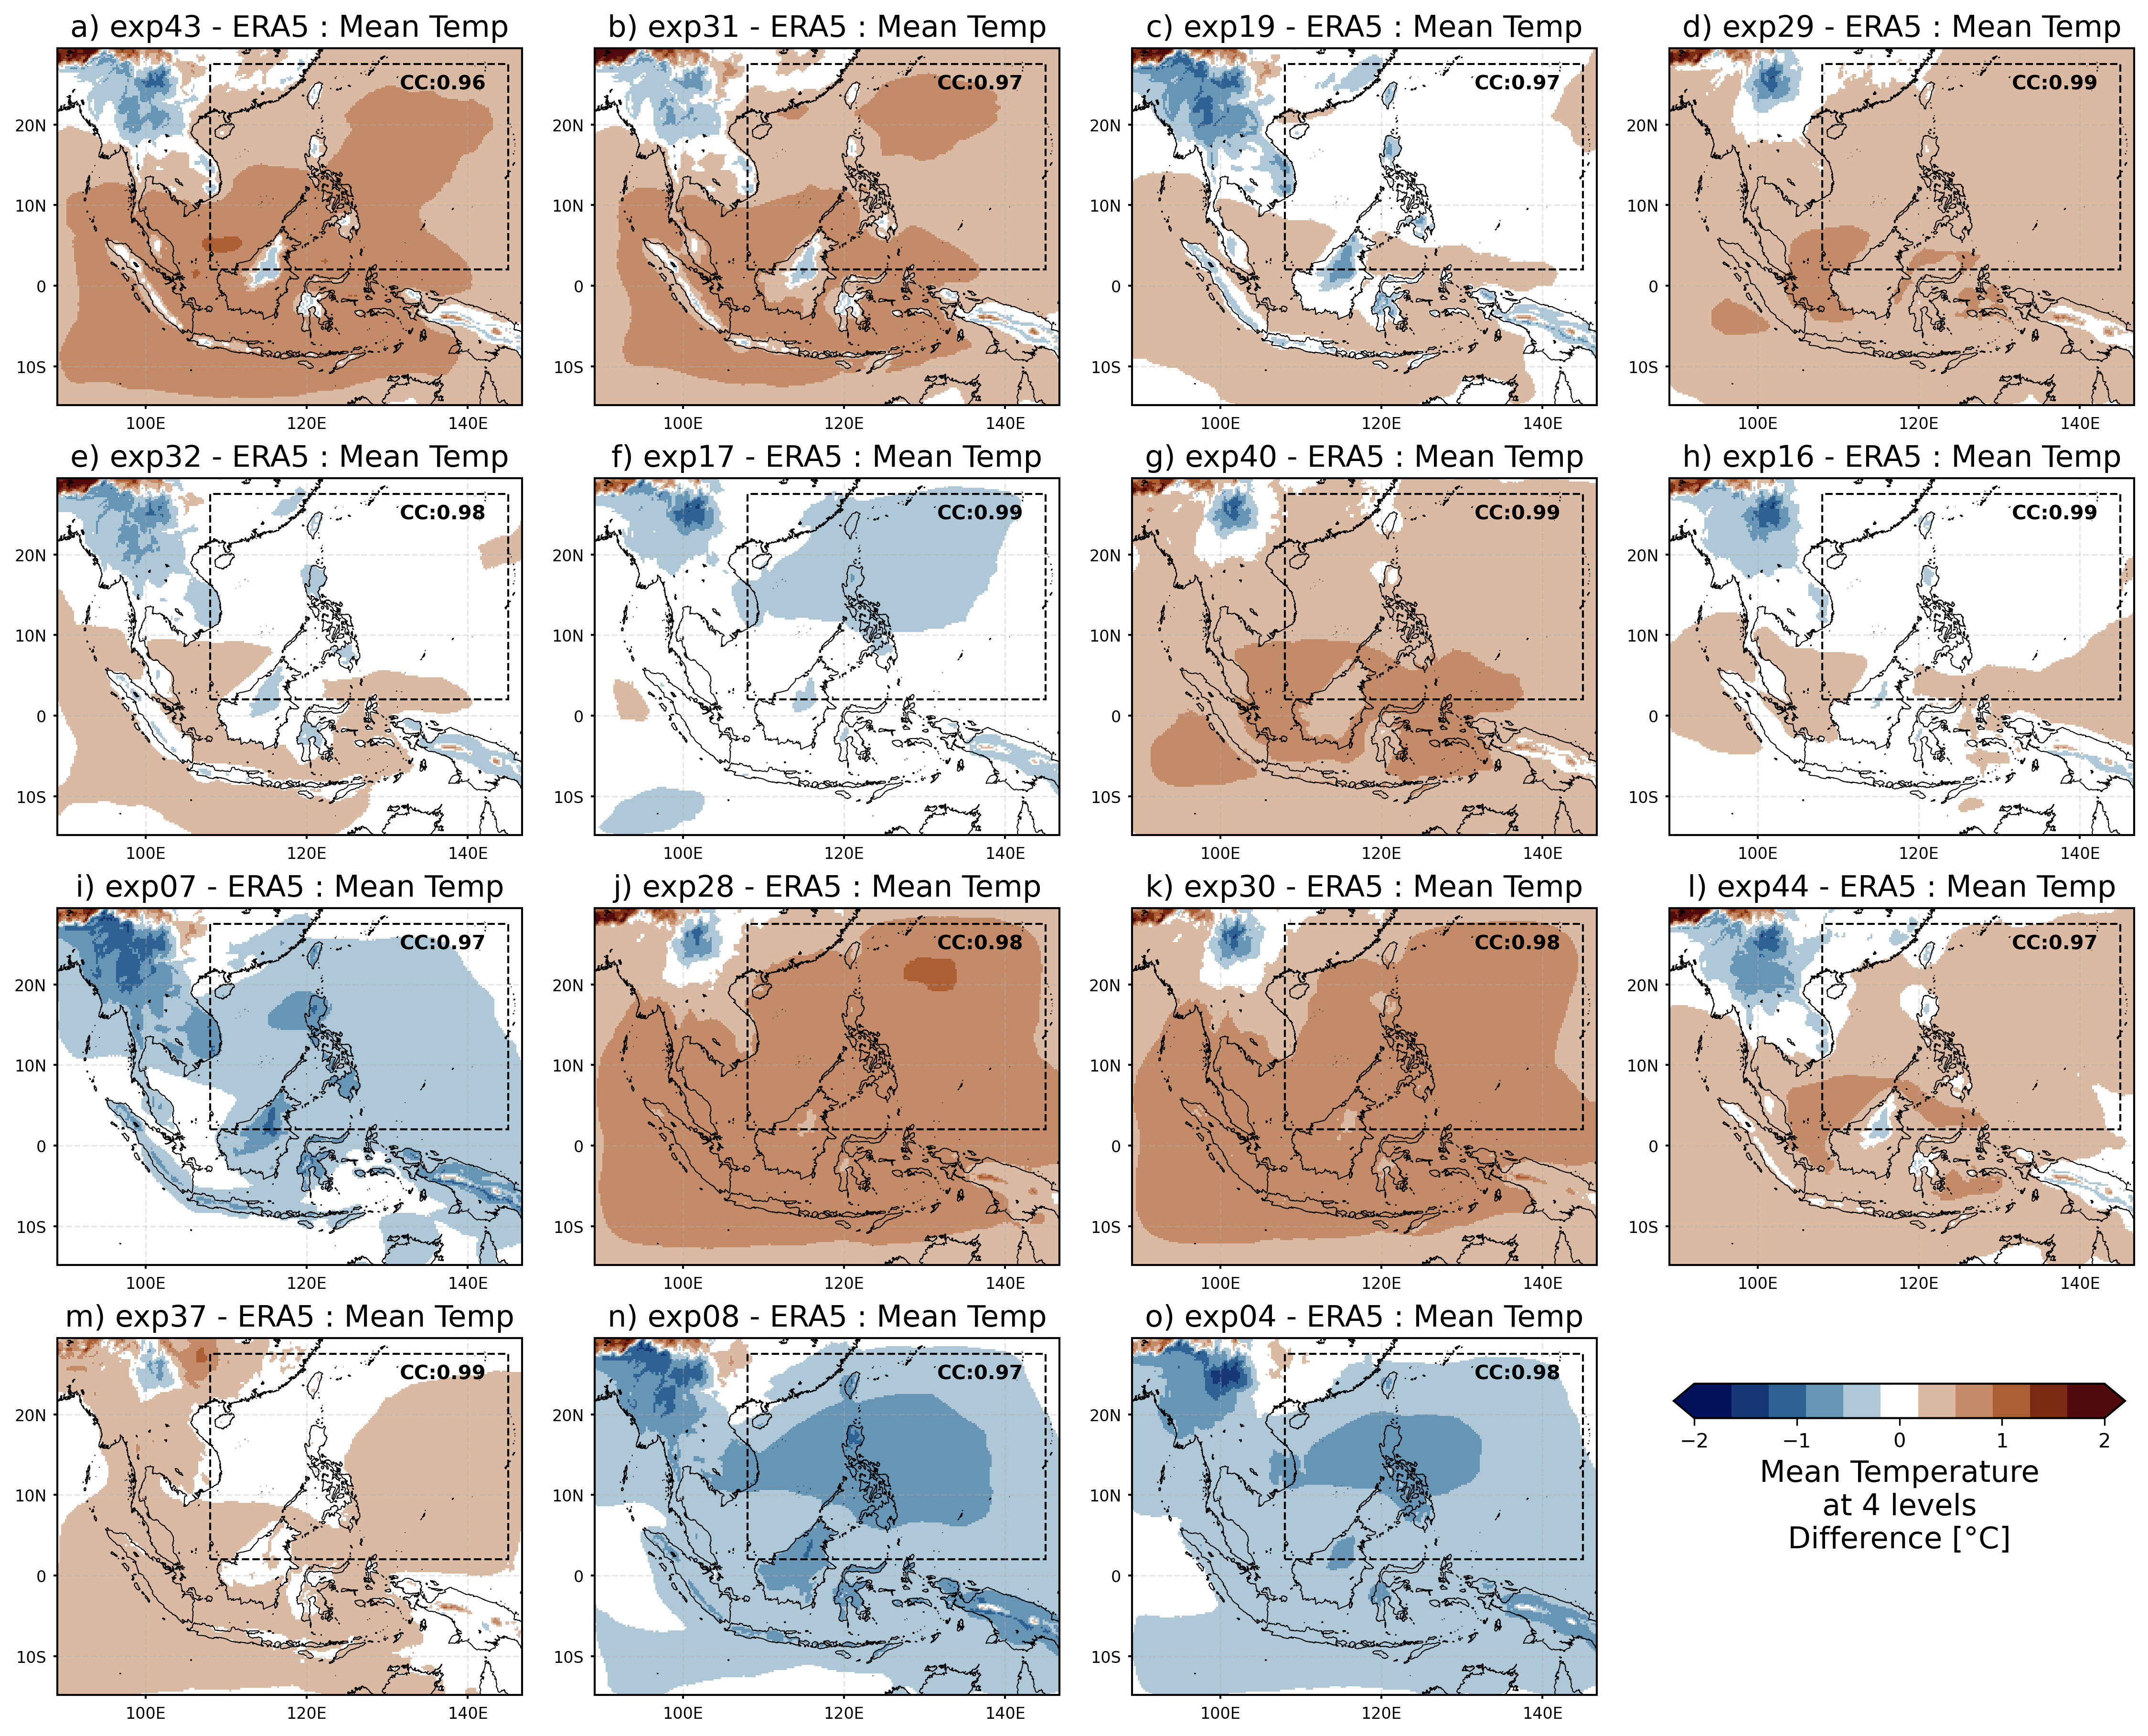 a) exp43 - ERA5 : Mean Temp
b) exp31 - ERA5 : Mean Temp
c) exp19 - ERA5 : Mean Temp
d) exp29 - ERA5 : Mean Temp
CC:0.96
CC:0.97
CC:0.97
CC:0.99
20N
10N
0
10S
100E
120E
140E
20N
10N
0
10S
100E
120E
140E
20N
10N
0
10S
100E
120E
140E
20N
10N
0
10S
100E
120E
140E
e) exp32 - ERA5 : Mean Temp
f) exp17 - ERA5 : Mean Temp
g) exp40 - ERA5 : Mean Temp
h) exp16 - ERA5 : Mean Temp
CC:0.98
CC:0.99
CC:0.99
CC:0.99
20N
10N
0
10S
100E
120E
140E
20N
10N
0
10S
100E
120E
140E
20N
10N
0
10S
100E
120E
140E
20N
10N
0
10S
100E
120E
140E
i) exp07 - ERA5 : Mean Temp
j) exp28 - ERA5 : Mean Temp
k) exp30 - ERA5 : Mean Temp
l) exp44 - ERA5 : Mean Temp
CC:0.97
CC:0.98
CC:0.98
CC:0.97
20N
10N
0
10S
100E
120E
140E
20N
10N
0
10S
100E
120E
140E
20N
10N
0
10S
100E
120E
140E
20N
10N
0
10S
100E
120E
140E
m) exp37 - ERA5 : Mean Temp
n) exp08 - ERA5 : Mean Temp
o) exp04 - ERA5 : Mean Temp
CC:0.99
CC:0.97
CC:0.98
20N
10N
0
10S
100E
120E
140E
20N
10N
0
10S
100E
120E
140E
20N
10N
0
10S
100E
120E
140E
−2 −1 0 1 2
Mean Temperature
at 4 levels
Difference [°C]